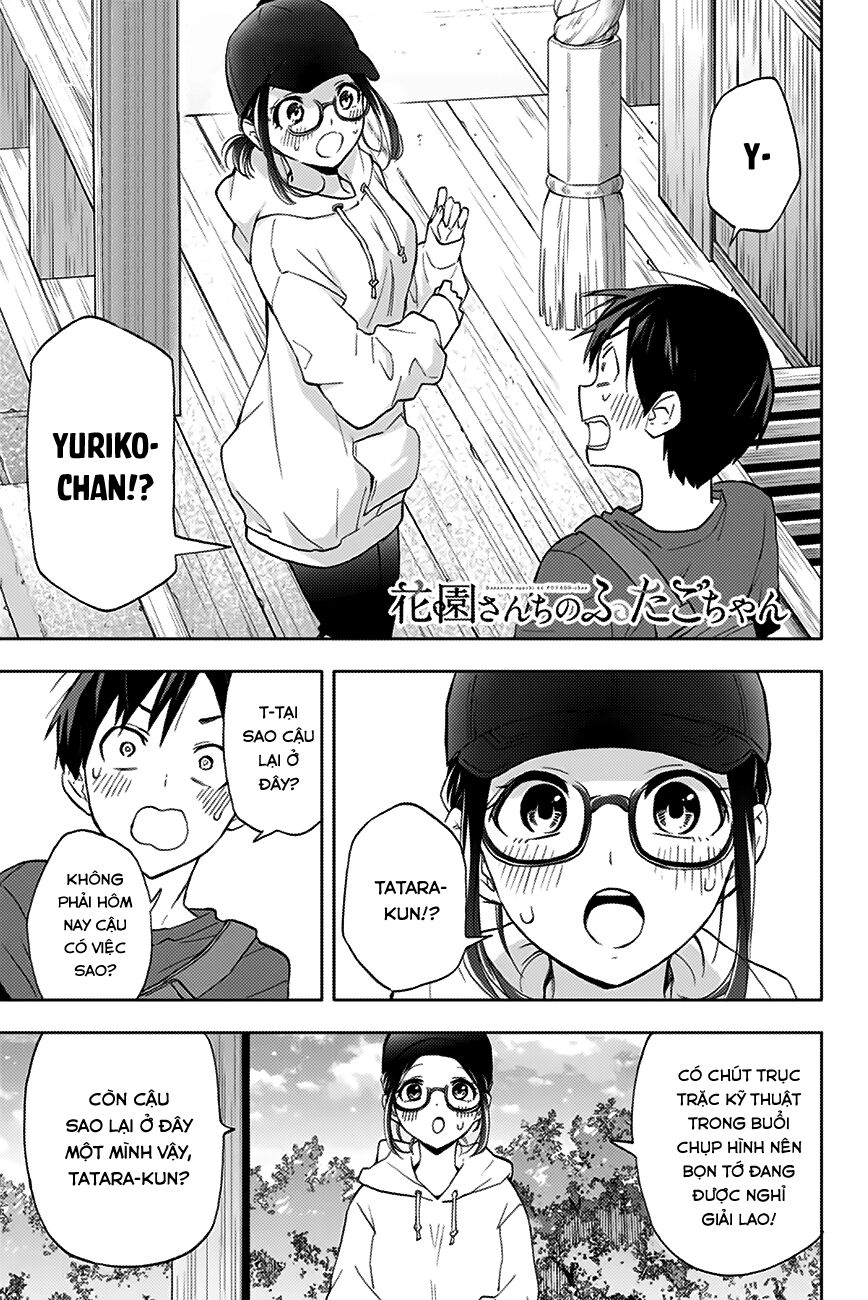 Y-
YURIKO-
CHAN!?
花園さんちのふたごちゃん
TATARA-
KUN!?
T-TẠI
SAO CẬU
LẠI Ở
ĐÂY?
KHÔNG
PHẢI HÔM
NAY CẬU
CÓ VIỆC
SAO?
CÓ CHÚT TRỤC
TRẶC KỸ THUẬT
TRONG BUỔI
CHỤP HÌNH NÊN
BỌN TỚ ĐANG
ĐƯỢC NGHỈ
GIẢI LAO!
CÒN CẬU
SAO LẠI Ở ĐÂY
MỘT MÌNH VẬY,
TATARA-KUN?